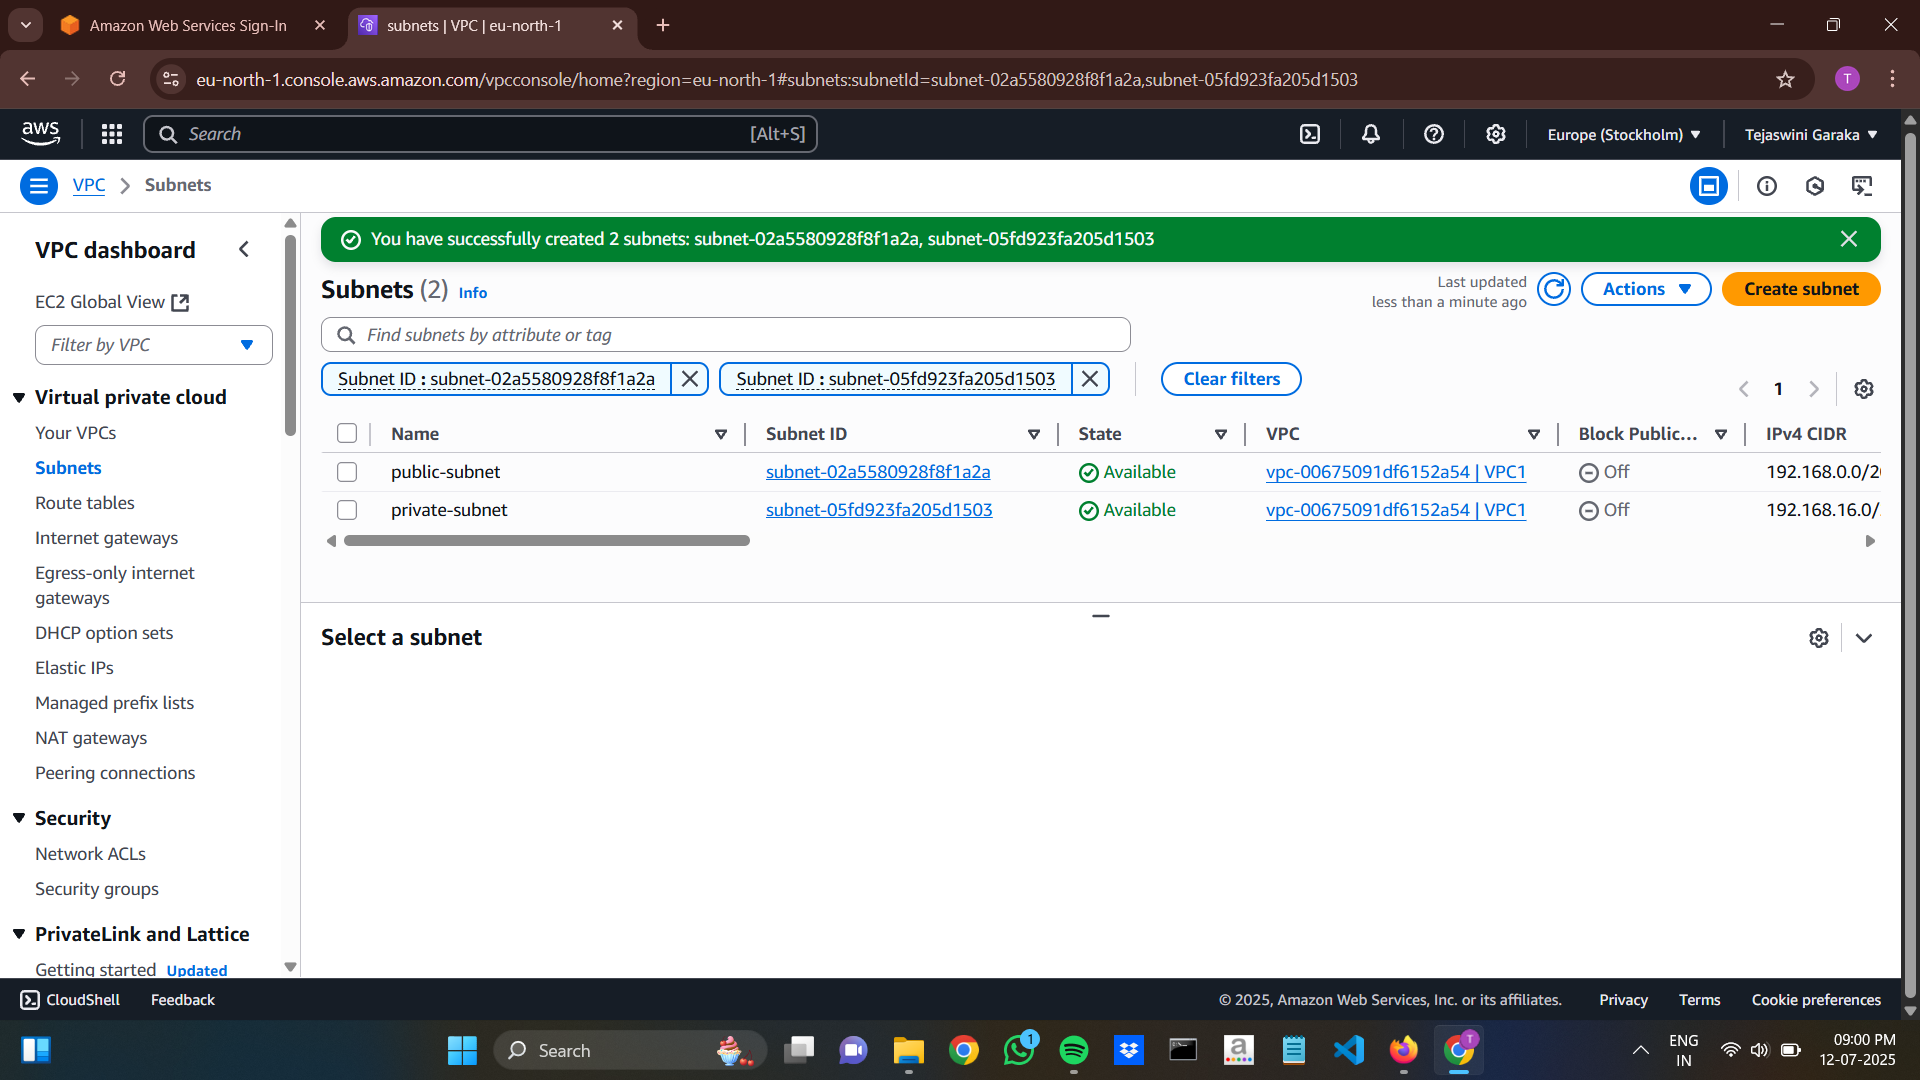 Amazon Web Services Sign-In
subnets | VPC | eu-north-1
eu-north-1.console.aws.amazon.com/vpcconsole/home?region=eu-north-1#subnets:subnetId=subnet-02a5580928f8f1a2a,subnet-05fd923fa205d1503
T
aws
Search [Alt+S]
Europe (Stockholm)
Tejaswini Garaka
VPC
Subnets
VPC dashboard
EC2 Global View
Filter by VPC
Virtual private cloud
Your VPCs
Subnets
Route tables
Internet gateways
Egress-only internet
gateways
DHCP option sets
Elastic IPs
Managed prefix lists
NAT gateways
Peering connections
Security
Network ACLs
Security groups
PrivateLink and Lattice
Getting started Updated
You have successfully created 2 subnets: subnet-02a5580928f8f1a2a, subnet-05fd923fa205d1503
Subnets (2) Info
Last updated
less than a minute ago
Actions
Create subnet
Find subnets by attribute or tag
Subnet ID : subnet-02a5580928f8f1a2a
Subnet ID : subnet-05fd923fa205d1503
Clear filters
1
Name Subnet ID State VPC Block Public... IPv4 CIDR
public-subnet subnet-02a5580928f8f1a2a Available vpc-00675091df6152a54 | VPC1 Off 192.168.0.0/20
private-subnet subnet-05fd923fa205d1503 Available vpc-00675091df6152a54 | VPC1 Off 192.168.16.0/
Select a subnet
CloudShell Feedback
© 2025, Amazon Web Services, Inc. or its affiliates. Privacy Terms Cookie preferences
Search
1
a
T
ENG
IN
09:00 PM
12-07-2025